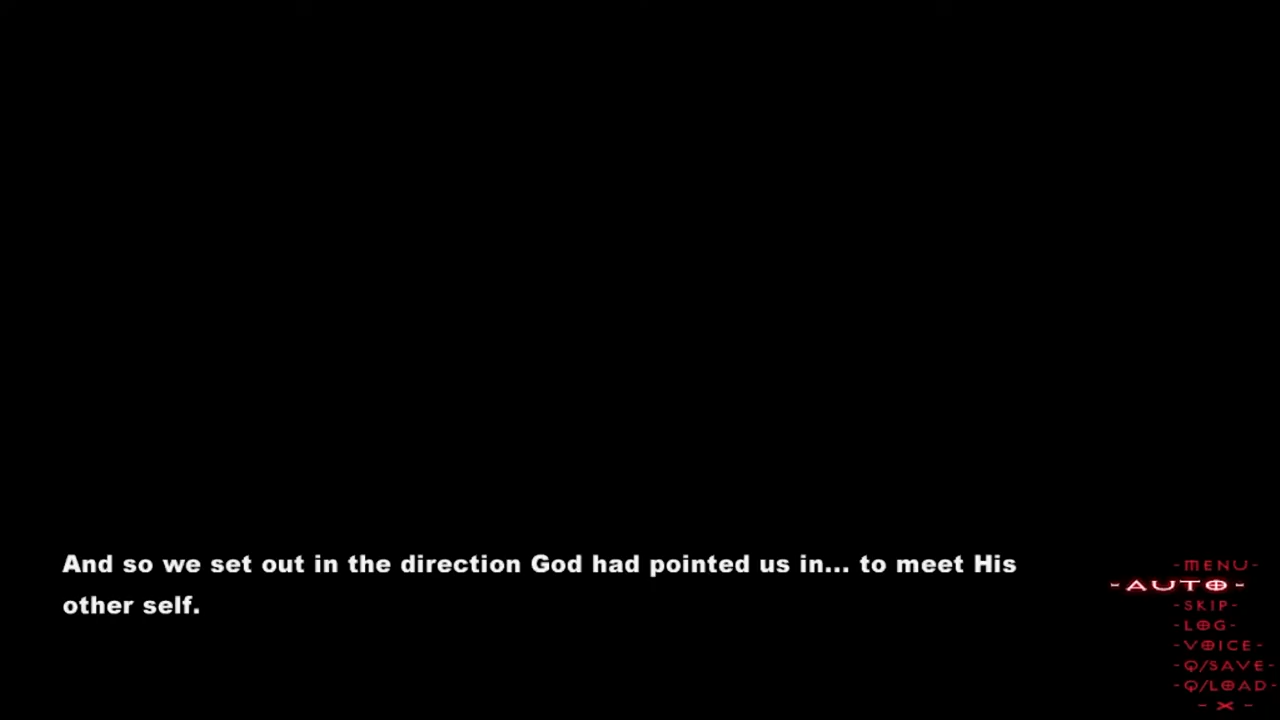 And so we set out in the direction God had pointed us in... to meet His
other self.
-MENU-
-AUTO-
-SKIP-
-LOG-
-VOICE-
-Q/SAVE-
-Q/LOAD-
-X-